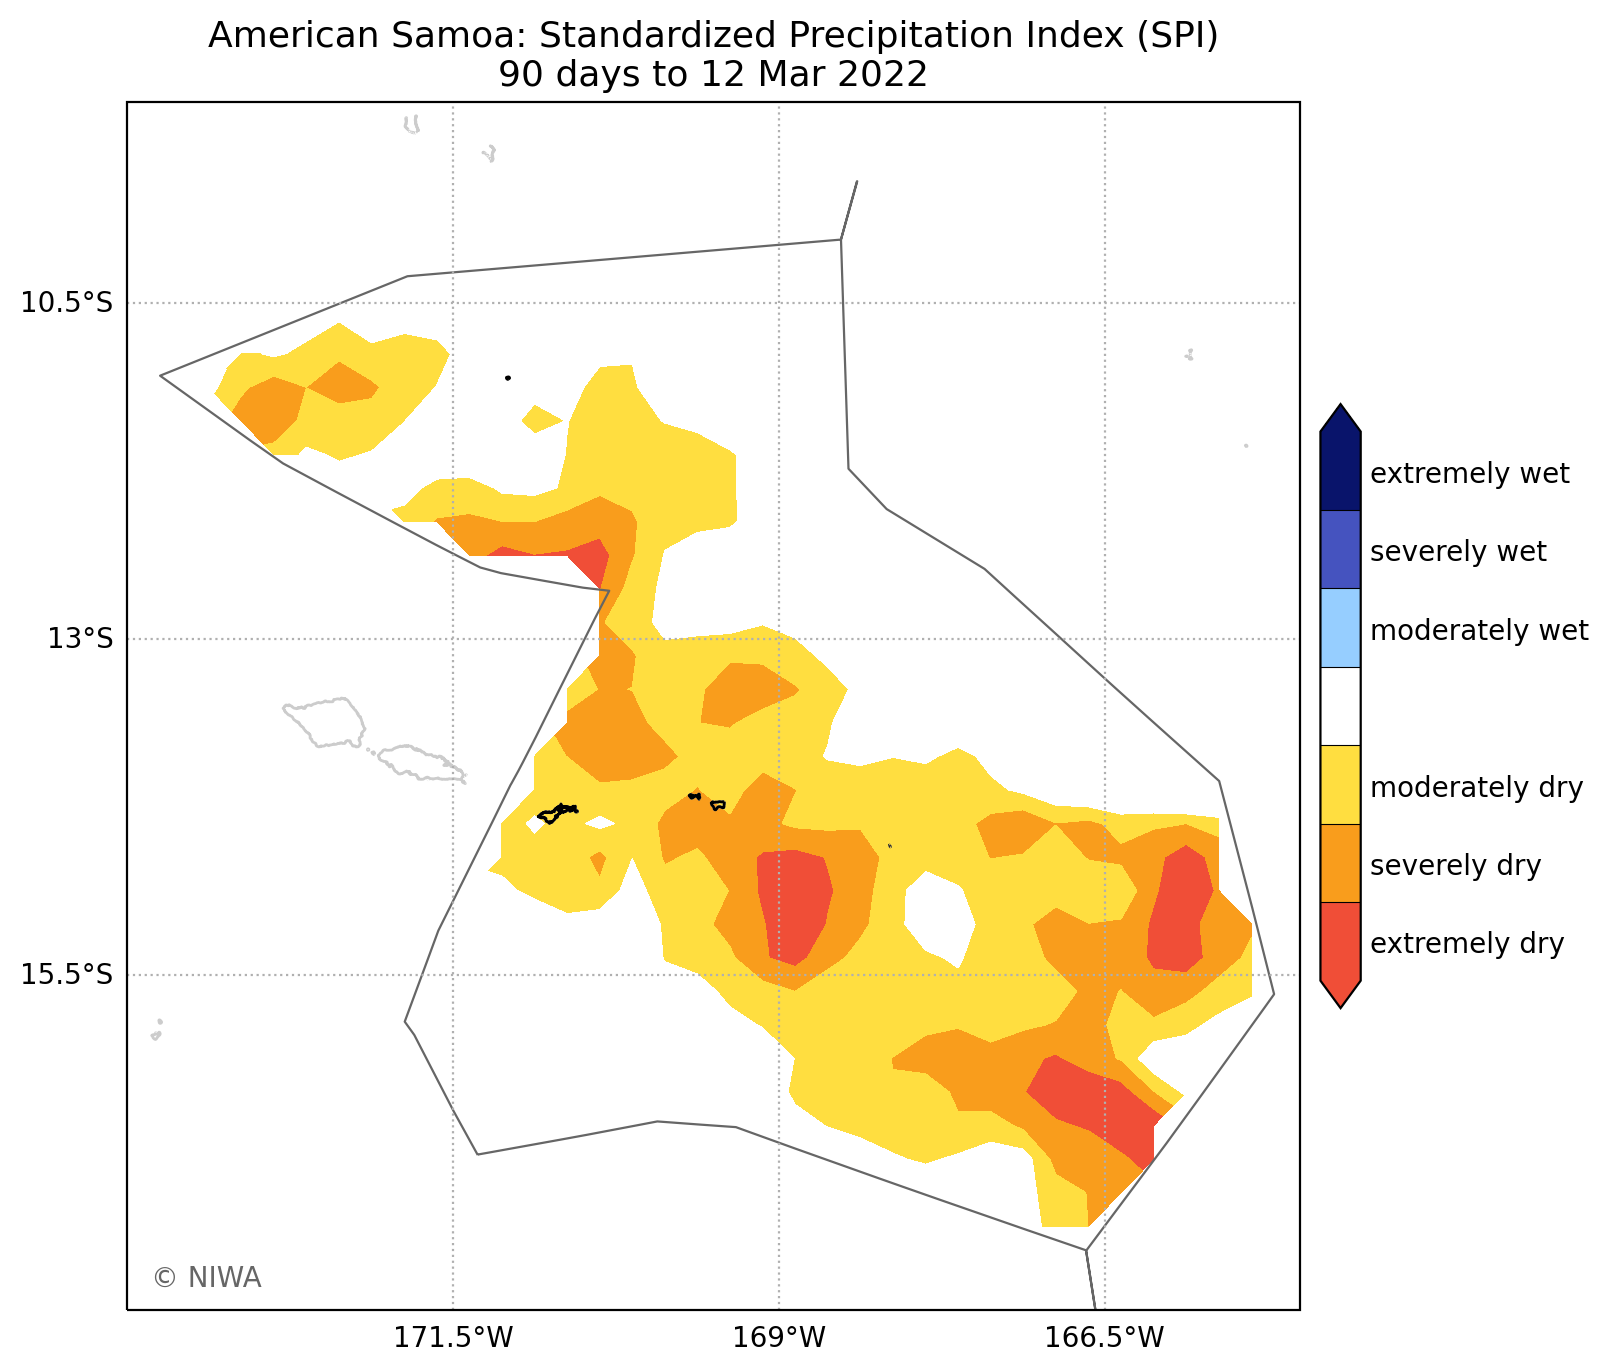 American Samoa: Standardized Precipitation Index (SPI)
90 days to 12 Mar 2022
10.5°S
13°S
15.5°S
171.5°W
169°W
166.5°W
extremely wet
severely wet
moderately wet
moderately dry
severely dry
extremely dry
© NIWA